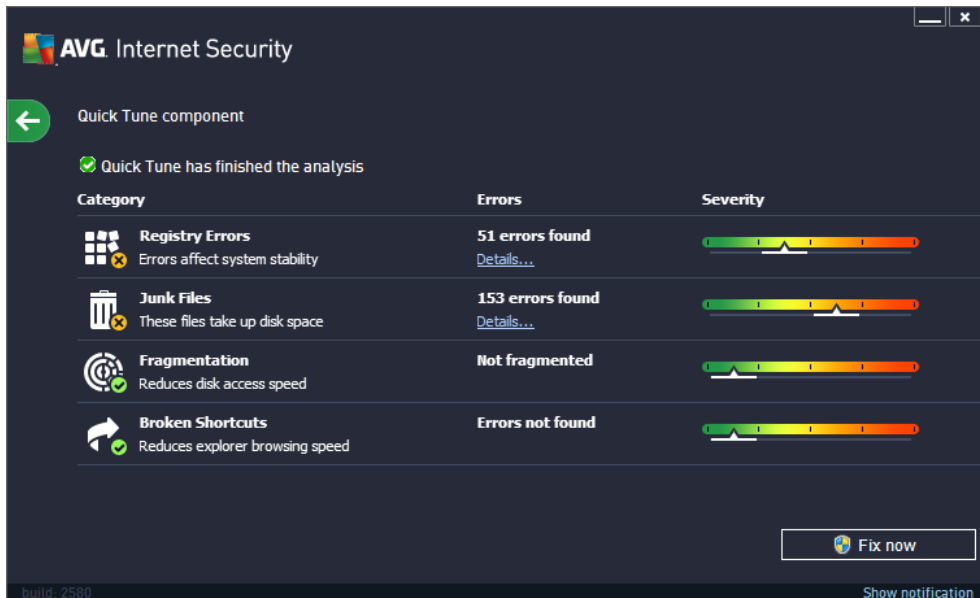 AVG. Internet Security
Quick Tune component
Quick Tune has finished the analysis
Category Errors Severity
Registry Errors 51 errors found
Errors affect system stability Details...
Junk Files 153 errors found
These files take up disk space Details...
Fragmentation Not fragmented
Reduces disk access speed
Broken Shortcuts Errors not found
Reduces explorer browsing speed
Fix now
build: 2580 Show notification